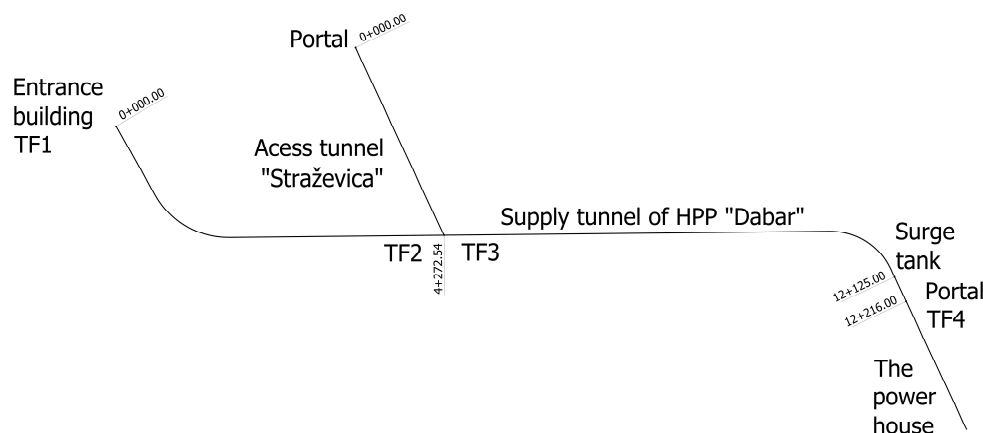 Portal
0+000.00
Entrance
building
TF1
0+000.00
Acess tunnel
"Straževica"
Supply tunnel of HPP "Dabar"
TF2
4+272.54
TF3
Surge
tank
12+125.00
Portal
TF4
12+216.00
The
power
house